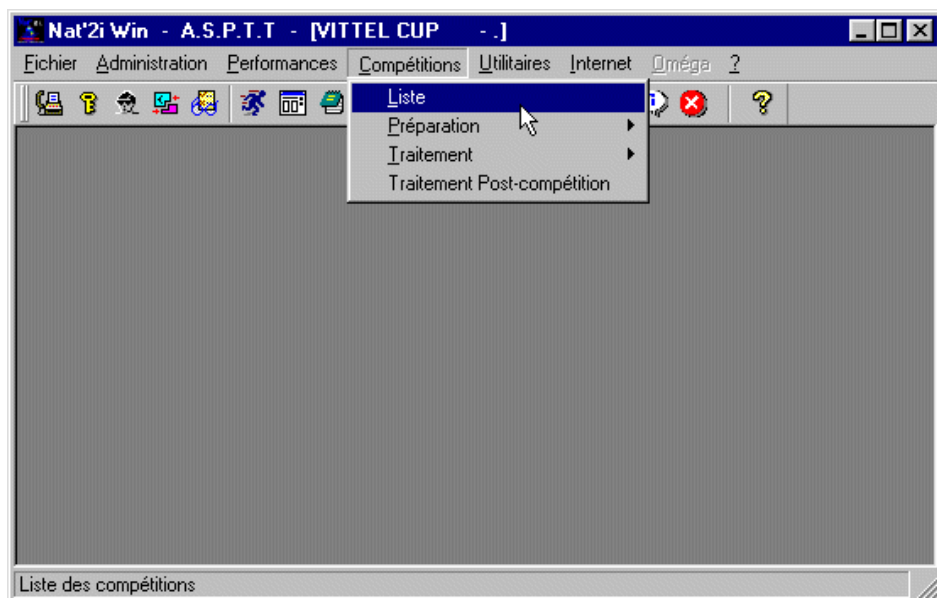 Nat'2i Win - A.S.P.T.T - [VITTEL CUP - .]
Fichier Administration Performances Compétitions Utilitaires Internet Oméga ?
Liste
Préparation
Traitement
Traitement Post-compétition
Liste des compétitions